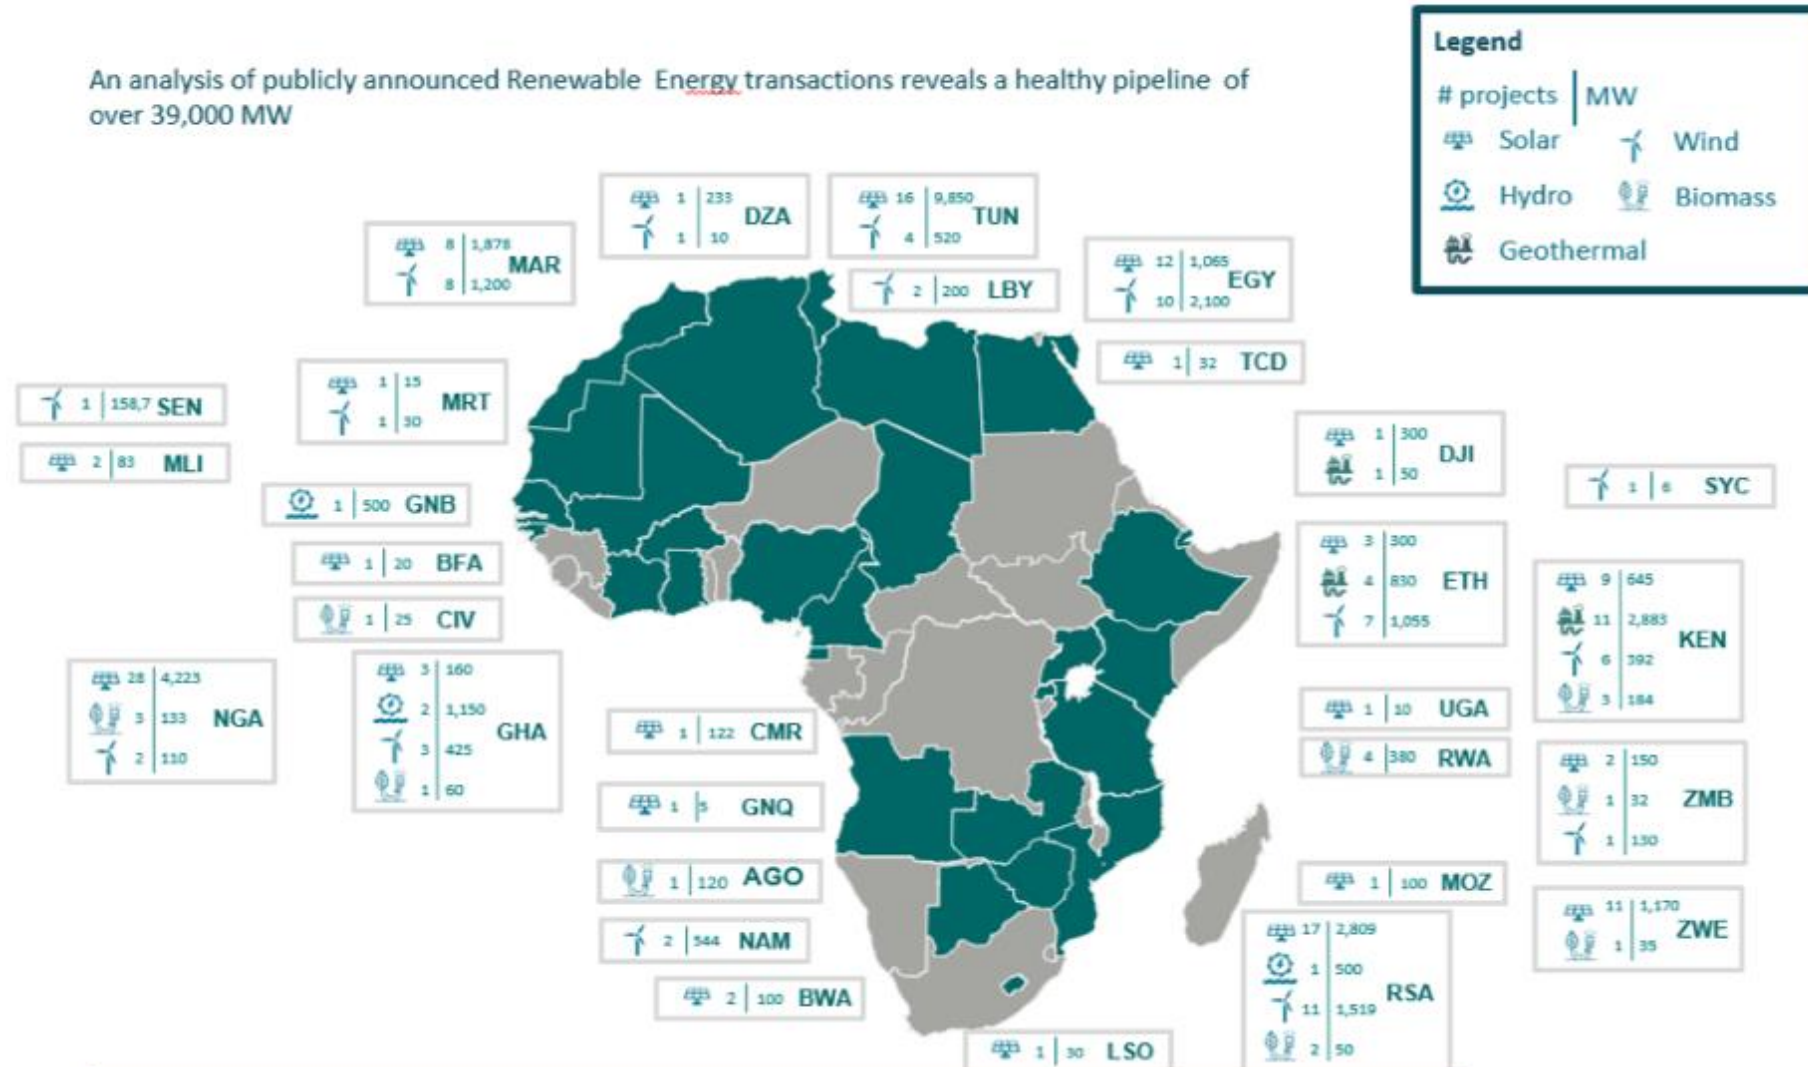 An analysis of publicly announced Renewable Energy transactions reveals a healthy pipeline of
over 39,000 MW
Legend
# projects | MW
Solar Wind
Hydro Biomass
Geothermal
1 | 233
DZA
1 | 10
16 | 9,850
TUN
4 | 520
8 | 1,878
MAR
8 | 1,200
2 | 200 LBY
12 | 1,065
EGY
10 | 2,100
1 | 32 TCD
1 | 158,7 SEN
1 | 15
MRT
1 | 30
2 | 83 MLI
1 | 500 GNB
1 | 20 BFA
1 | 25 CIV
28 | 4,223
3 | 133 NGA
2 | 110
3 | 160
2 | 1,150
GHA
3 | 425
1 | 60
1 | 122 CMR
1 | 5 GNQ
1 | 120 AGO
2 | 544 NAM
2 | 100 BWA
1 | 30 LSO
1 | 300
DJI
1 | 50
1 | 6 SYC
3 | 300
4 | 830 ETH
7 | 1,055
9 | 645
11 | 2,883
KEN
6 | 392
3 | 184
1 | 10 UGA
4 | 380 RWA
2 | 150
1 | 32 ZMB
1 | 130
1 | 100 MOZ
11 | 1,170
ZWE
1 | 35
17 | 2,809
1 | 500
RSA
11 | 1,519
2 | 50